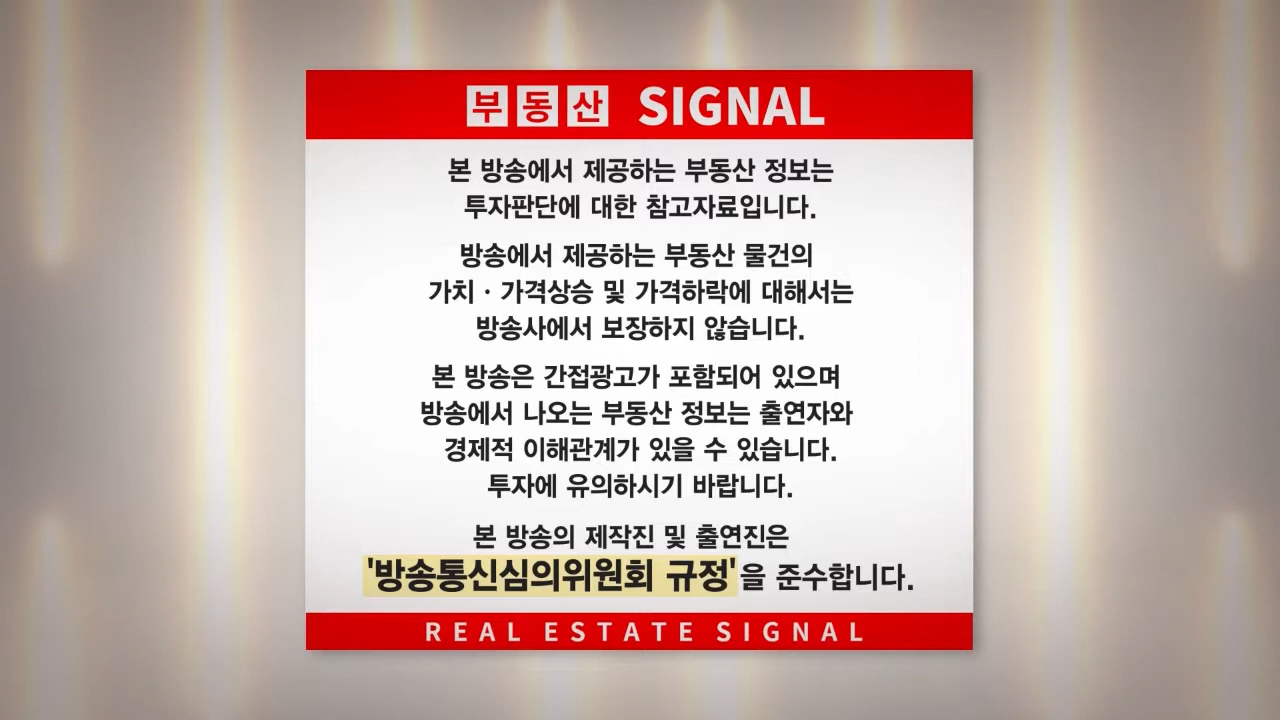 부동산 SIGNAL
본 방송에서 제공하는 부동산 정보는
투자판단에 대한 참고자료입니다.
방송에서 제공하는 부동산 물건의
가치 · 가격상승 및 가격하락에 대해서는
방송사에서 보장하지 않습니다.
본 방송은 간접광고가 포함되어 있으며
방송에서 나오는 부동산 정보는 출연자와
경제적 이해관계가 있을 수 있습니다.
투자에 유의하시기 바랍니다.
본 방송의 제작진 및 출연진은
'방송통신심의위원회 규정'을 준수합니다.
REAL ESTATE SIGNAL